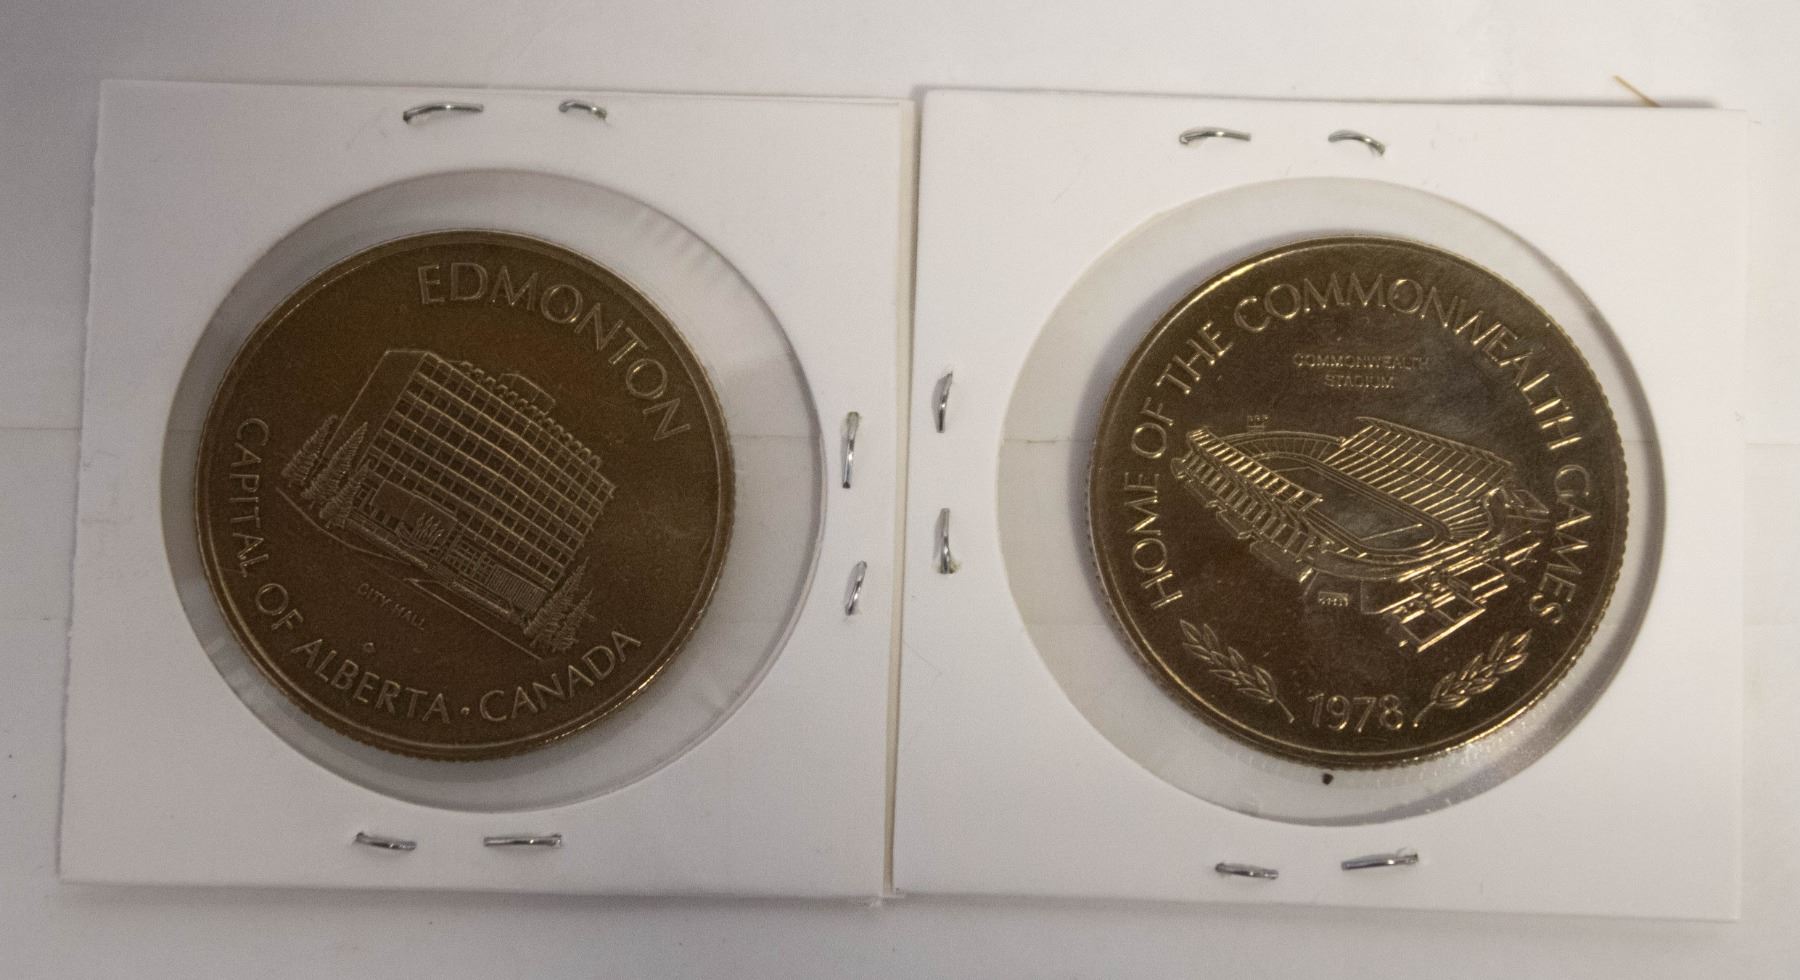 EDMONTON
CITY HALL
CAPITAL OF ALBERTA · CANADA
HOME OF THE COMMONWEALTH GAMES
COMMONWEALTH
STADIUM
1978